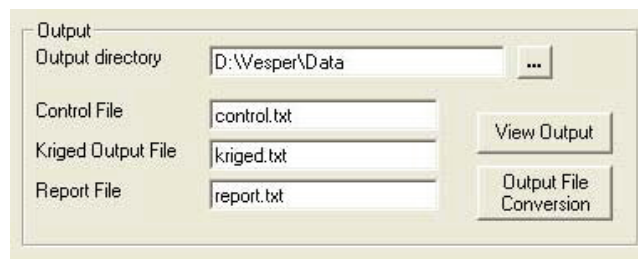 Output
Output directory D:\Vesper\Data ...
Control File control.txt
View Output
Kriged Output File kriged.txt
Report File report.txt
Output File
Conversion